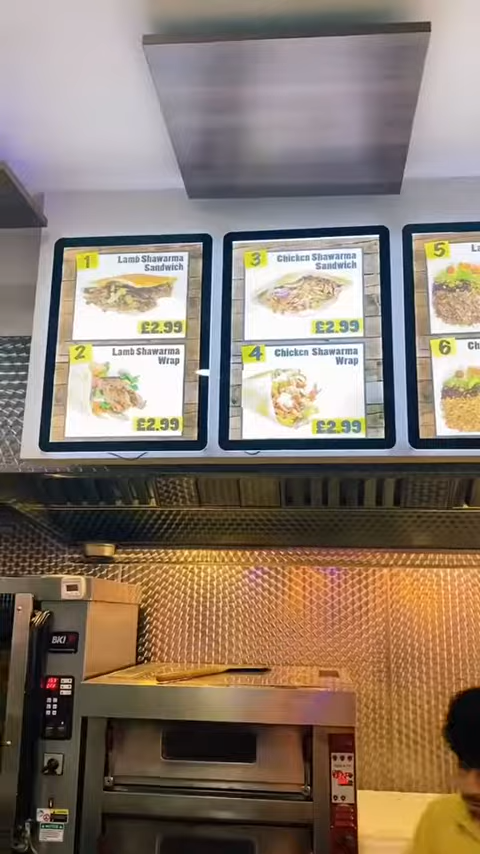 1
Lamb Shawarma
Sandwich
£2.99
2
Lamb Shawarma
Wrap
£2.99
3
Chicken Shawarma
Sandwich
£2.99
4
Chicken Shawarma
Wrap
£2.99
5
6
BKI